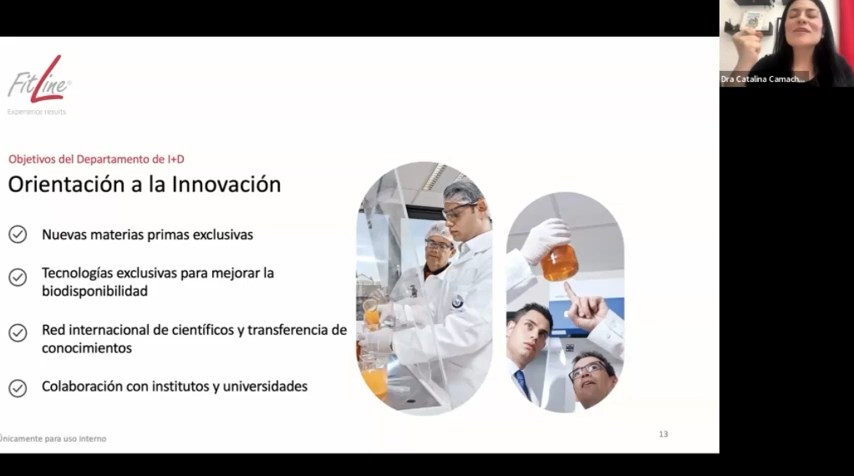 FitLine
Experience results
Objetivos del Departamento de I+D
Orientación a la Innovación
Nuevas materias primas exclusivas
Tecnologías exclusivas para mejorar la
biodisponibilidad
Red internacional de científicos y transferencia de
conocimientos
Colaboración con institutos y universidades
Únicamente para uso interno
13
Dra Catalina Camach...